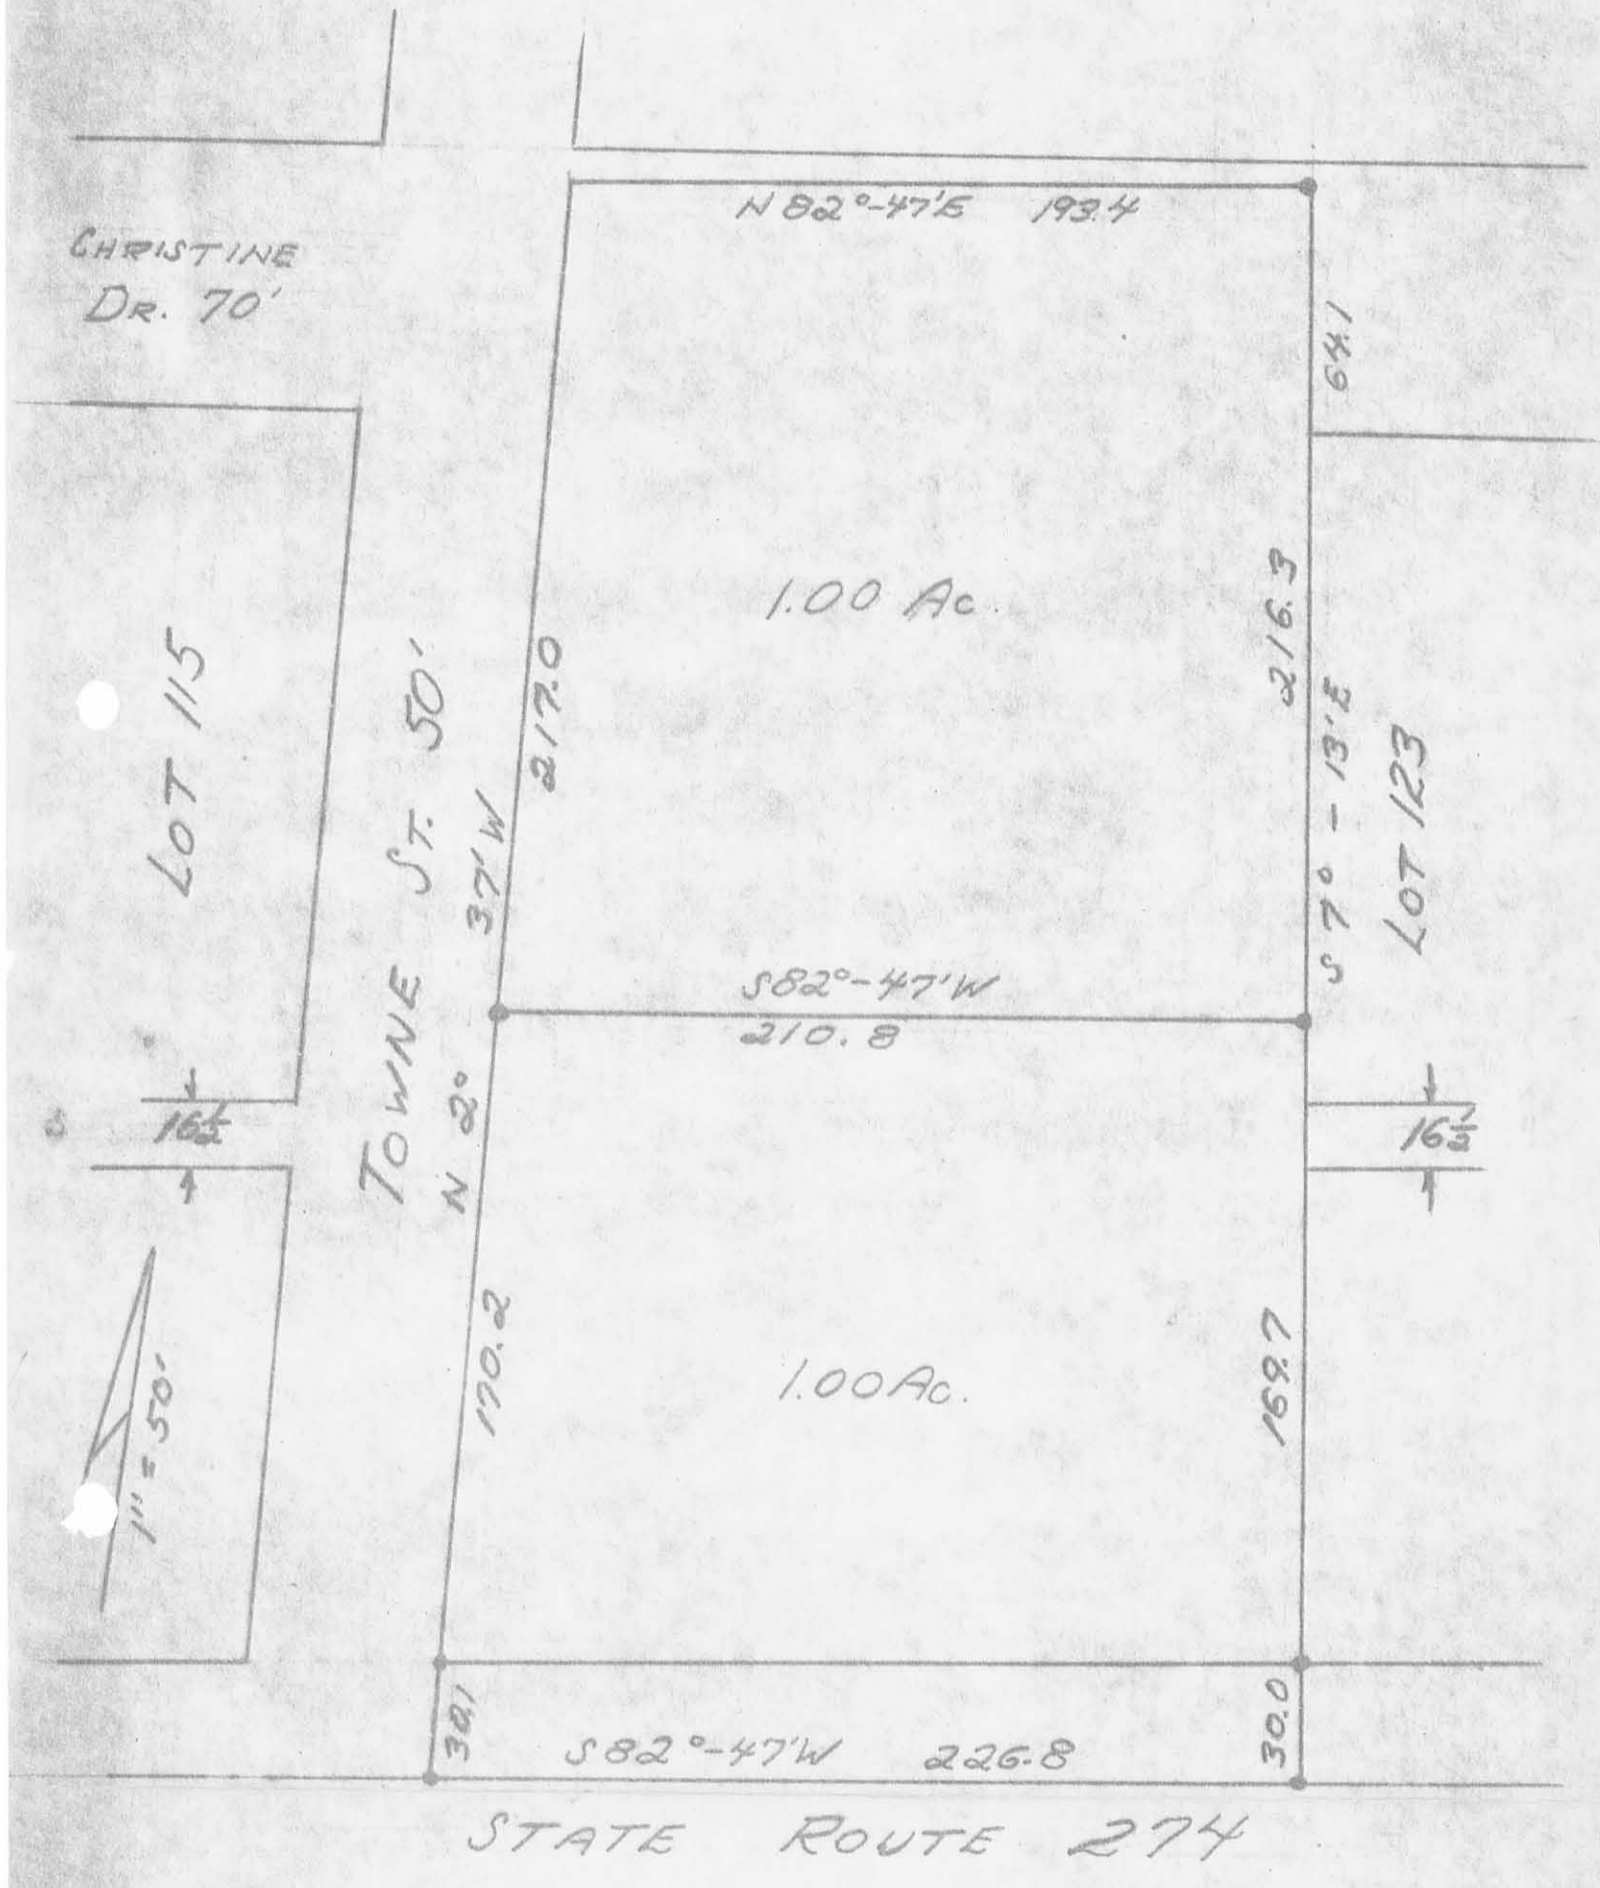 N 82°-47'E 193.4
CHRISTINE
DR. 70'
64.1
1.00 Ac.
216.3
217.0
LOT 115
TOWNE ST. 50'
N 2° 37' W
S 7° - 13' E
LOT 123
S 82°-47' W
210.8
16½
16½
170.2
169.7
1.00 Ac.
1" = 50'
30.1
S 82°-47' W 226.8
30.0
STATE ROUTE 274